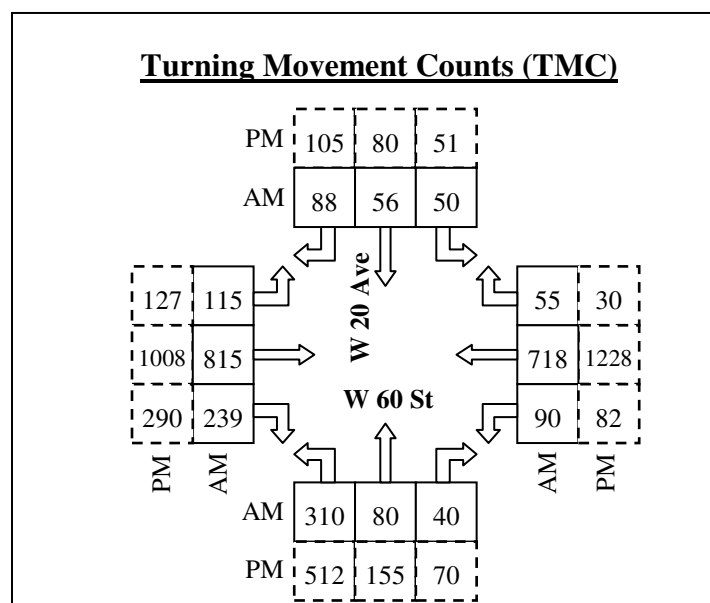 Turning Movement Counts (TMC)
PM 105 80 51
AM 88 56 50
W 20 Ave
127 115 55 30
1008 815 718 1228
W 60 St
290 239 90 82
PM AM AM PM
AM 310 80 40
PM 512 155 70